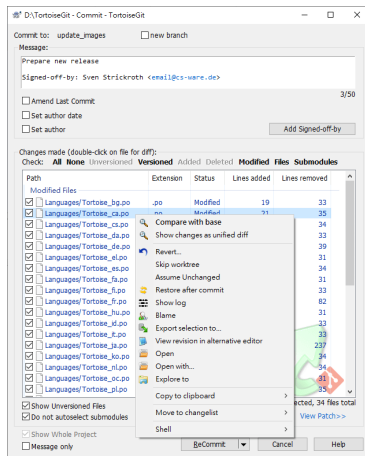 D:\TortoiseGit - Commit - TortoiseGit
Commit to: update_images new branch
Message:
Prepare new release
Signed-off-by: Sven Strickroth <email@cs-ware.de>
3/50
Amend Last Commit
Set author date
Set author
Add Signed-off-by
Changes made (double-click on file for diff):
Check: All None Unversioned Versioned Added Deleted Modified Files Submodules
Path Extension Status Lines added Lines removed
Modified Files
Languages/Tortoise_bg.po .po Modified 19 33
Languages/Tortoise_ca.po .po Modified 21 35
Languages/Tortoise_cs.po 34
Languages/Tortoise_da.po 33
Languages/Tortoise_de.po 39
Languages/Tortoise_el.po 31
Languages/Tortoise_es.po 34
Languages/Tortoise_fa.po 31
Languages/Tortoise_fi.po 33
Languages/Tortoise_fr.po 82
Languages/Tortoise_hu.po 31
Languages/Tortoise_id.po 33
Languages/Tortoise_it.po 33
Languages/Tortoise_ja.po 237
Languages/Tortoise_ko.po 34
Languages/Tortoise_nl.po 34
Languages/Tortoise_oc.po 31
Languages/Tortoise_pl.po 35
Compare with base
Show changes as unified diff
Revert...
Skip worktree
Assume Unchanged
Restore after commit
Show log
Blame
Export selection to...
View revision in alternative editor
Open
Open with...
Explore to
Copy to clipboard
Move to changelist
Shell
Show Unversioned Files
ected, 34 files total
Do not autoselect submodules
View Patch>>
Show Whole Project
Message only
ReCommit
Cancel
Help